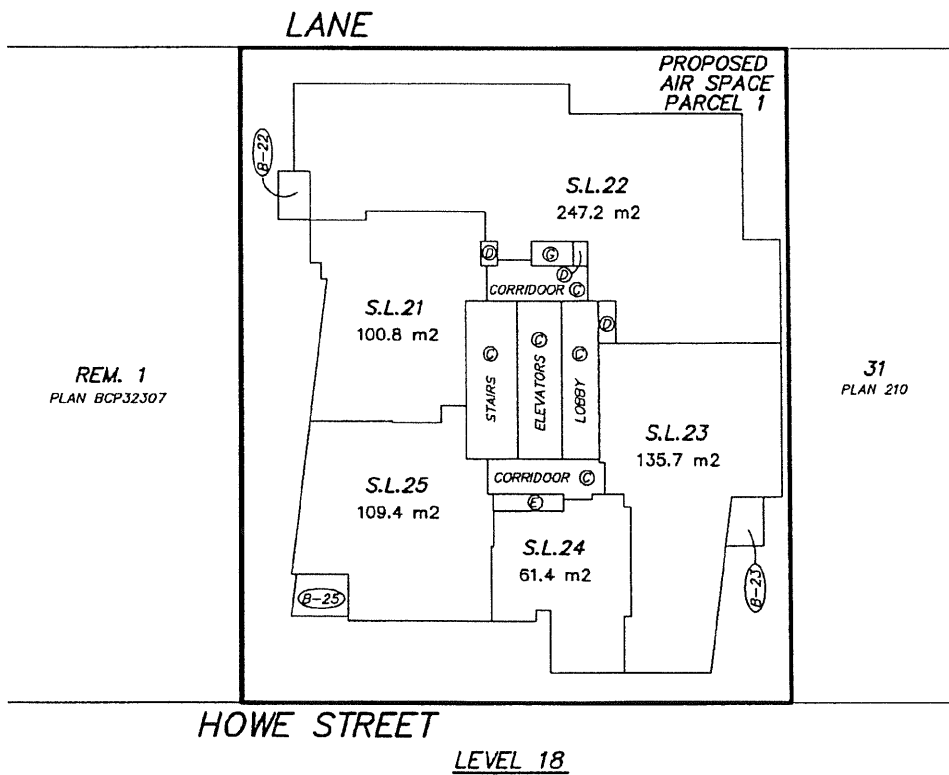 LANE
PROPOSED
AIR SPACE
PARCEL 1
B-22
S.L.22
247.2 m2
D
G
D
CORRIDOOR C
S.L.21
100.8 m2
D
REM. 1
PLAN BCP32307
STAIRS C
ELEVATORS C
LOBBY C
31
PLAN 210
S.L.23
135.7 m2
CORRIDOOR C
S.L.25
109.4 m2
E
S.L.24
61.4 m2
B-25
B-23
HOWE STREET
LEVEL 18